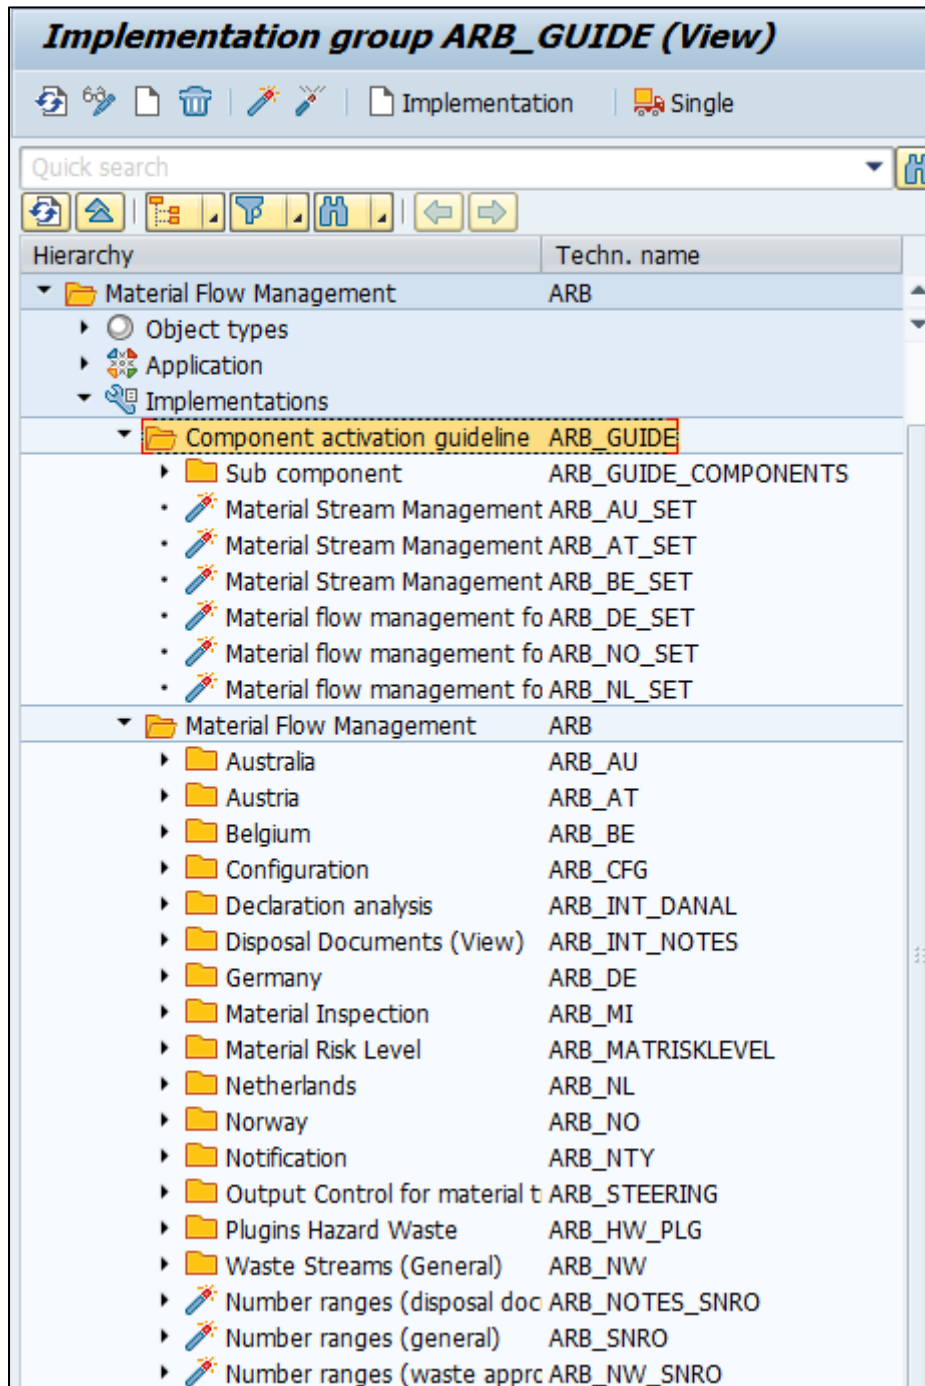 Implementation group ARB_GUIDE (View)
Implementation Single
Quick search
Hierarchy Techn. name
Material Flow Management ARB
Object types
Application
Implementations
Component activation guideline ARB_GUIDE
Sub component ARB_GUIDE_COMPONENTS
Material Stream Management ARB_AU_SET
Material Stream Management ARB_AT_SET
Material Stream Management ARB_BE_SET
Material flow management fo ARB_DE_SET
Material flow management fo ARB_NO_SET
Material flow management fo ARB_NL_SET
Material Flow Management ARB
Australia ARB_AU
Austria ARB_AT
Belgium ARB_BE
Configuration ARB_CFG
Declaration analysis ARB_INT_DANAL
Disposal Documents (View) ARB_INT_NOTES
Germany ARB_DE
Material Inspection ARB_MI
Material Risk Level ARB_MATRISKLEVEL
Netherlands ARB_NL
Norway ARB_NO
Notification ARB_NTY
Output Control for material t ARB_STEERING
Plugins Hazard Waste ARB_HW_PLG
Waste Streams (General) ARB_NW
Number ranges (disposal doc ARB_NOTES_SNRO
Number ranges (general) ARB_SNRO
Number ranges (waste appro ARB_NW_SNRO